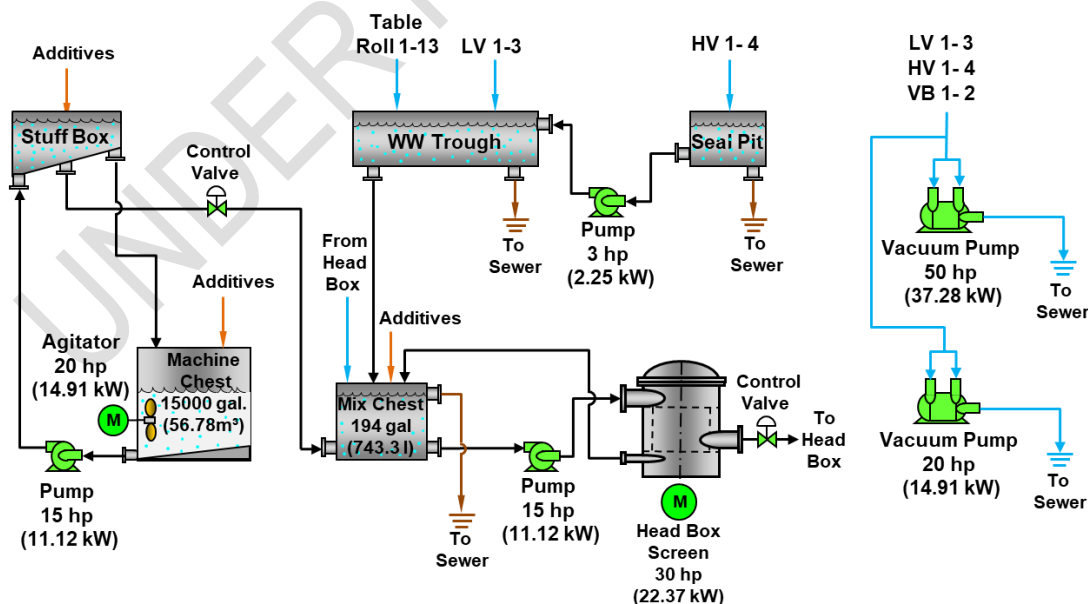 UNDER
Additives
Stuff Box
Control
Valve
Table
Roll 1-13
LV 1-3
WW Trough
To
Sewer
HV 1- 4
Seal Pit
Pump
3 hp
(2.25 kW)
To
Sewer
LV 1- 3
HV 1- 4
VB 1- 2
Vacuum Pump
50 hp
(37.28 kW)
To
Sewer
Vacuum Pump
20 hp
(14.91 kW)
To
Sewer
From
Head
Box
Additives
Additives
Agitator
20 hp
(14.91 kW)
M
Machine
Chest
15000 gal.
(56.78m³)
Pump
15 hp
(11.12 kW)
Mix Chest
194 gal
(743.3 l)
To
Sewer
Pump
15 hp
(11.12 kW)
M
Head Box
Screen
30 hp
(22.37 kW)
Control
Valve
To
Head
Box